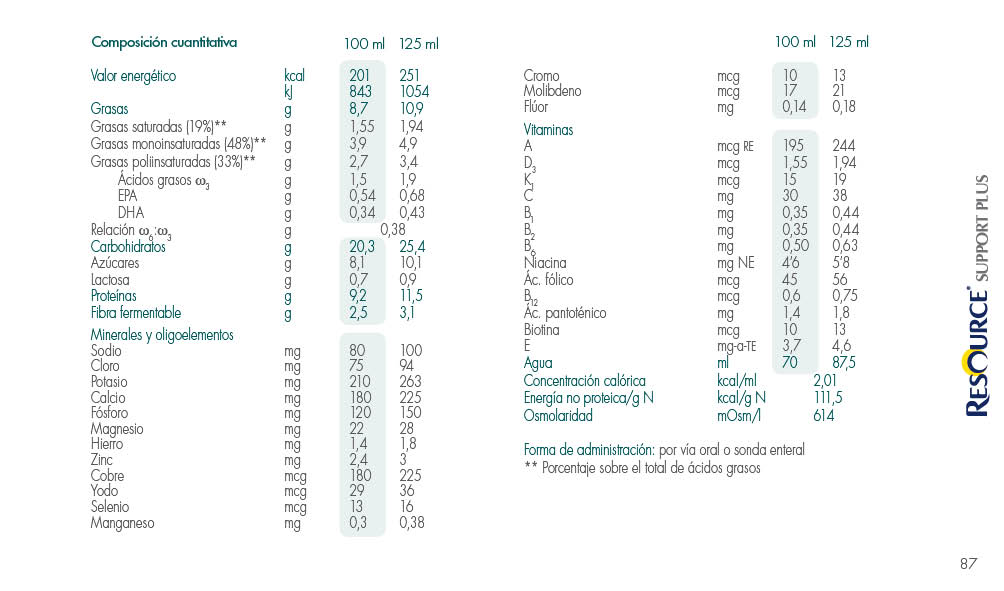 Composición cuantitativa 100 ml 125 ml
Valor energético kcal 201 251
kJ 843 1054
Grasas g 8,7 10,9
Grasas saturadas (19%)** g 1,55 1,94
Grasas monoinsaturadas (48%)** g 3,9 4,9
Grasas poliinsaturadas (33%)** g 2,7 3,4
Ácidos grasos ω3 g 1,5 1,9
EPA g 0,54 0,68
DHA g 0,34 0,43
Relación ω6:ω3 g 0,38
Carbohidratos g 20,3 25,4
Azúcares g 8,1 10,1
Lactosa g 0,7 0,9
Proteínas g 9,2 11,5
Fibra fermentable g 2,5 3,1
Minerales y oligoelementos
Sodio mg 80 100
Cloro mg 75 94
Potasio mg 210 263
Calcio mg 180 225
Fósforo mg 120 150
Magnesio mg 22 28
Hierro mg 1,4 1,8
Zinc mg 2,4 3
Cobre mcg 180 225
Yodo mcg 29 36
Selenio mcg 13 16
Manganeso mg 0,3 0,38
100 ml 125 ml
Cromo mcg 10 13
Molibdeno mcg 17 21
Flúor mg 0,14 0,18
Vitaminas
A mcg RE 195 244
D3 mcg 1,55 1,94
K1 mcg 15 19
C mg 30 38
B1 mg 0,35 0,44
B2 mg 0,35 0,44
B6 mg 0,50 0,63
Niacina mg NE 4'6 5'8
Ác. fólico mcg 45 56
B12 mcg 0,6 0,75
Ác. pantoténico mg 1,4 1,8
Biotina mcg 10 13
E mg-α-TE 3,7 4,6
Agua ml 70 87,5
Concentración calórica kcal/ml 2,01
Energía no proteica/g N kcal/g N 111,5
Osmolaridad mOsm/l 614
Forma de administración: por vía oral o sonda enteral
** Porcentaje sobre el total de ácidos grasos
RESOURCE® SUPPORT PLUS
87